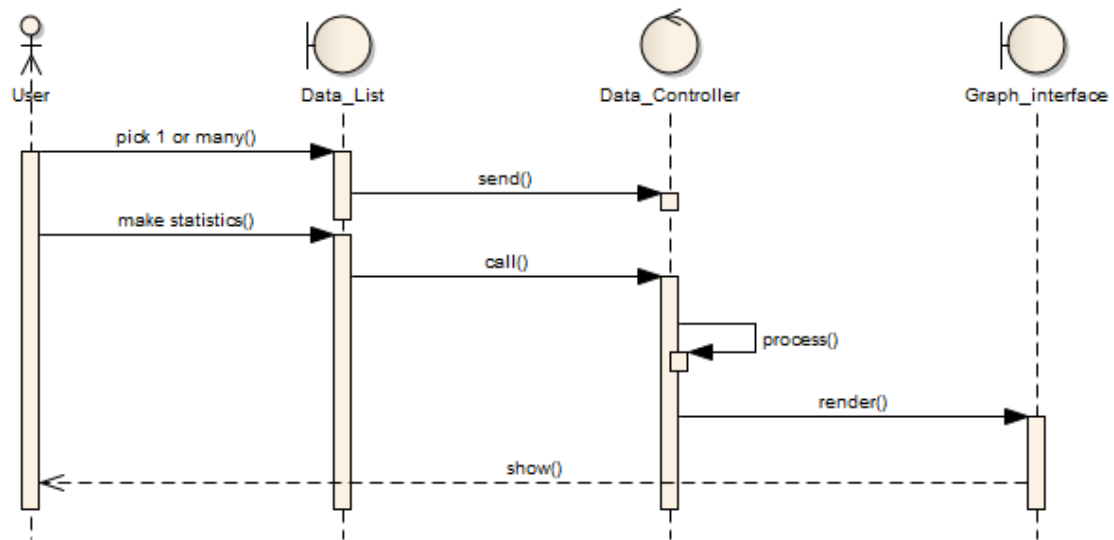 User
Data_List
Data_Controller
Graph_interface
pick 1 or many()
send()
make statistics()
call()
process()
render()
show()